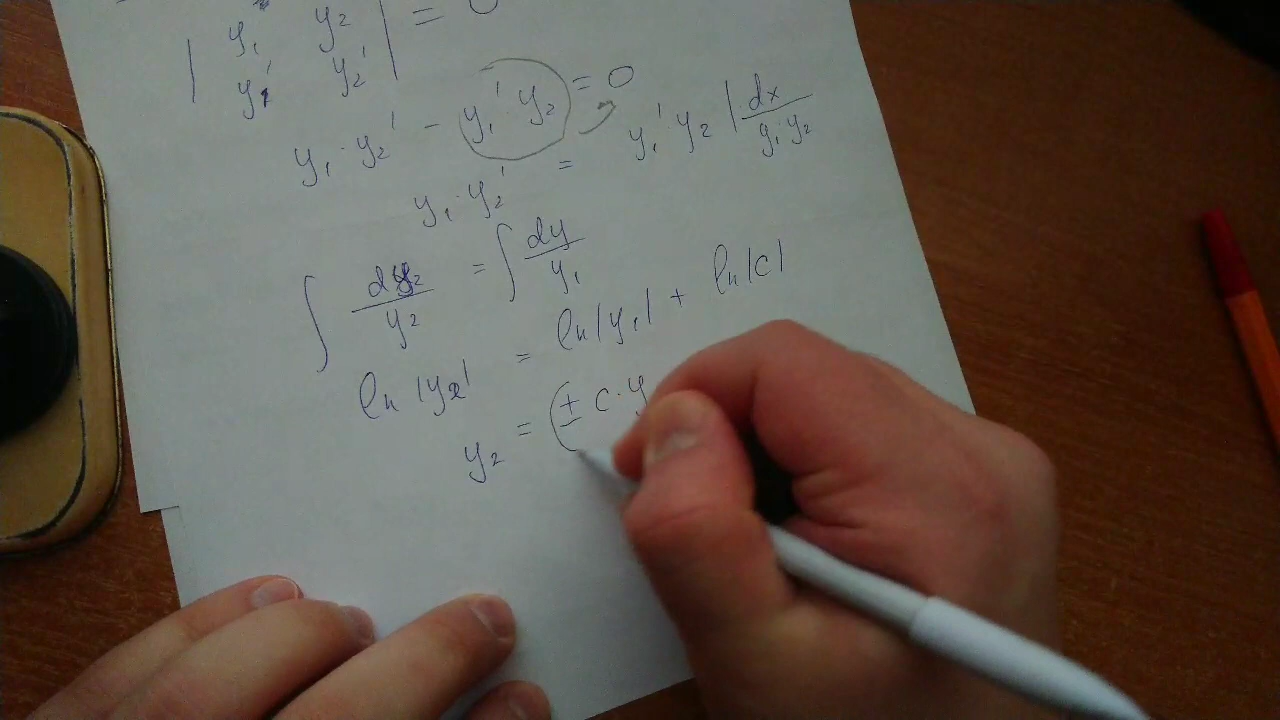 | y₁ y₂ | = 0
| y₁' y₂' |
y₁ · y₂' - y₁' · y₂ = 0
y₁ · y₂' = y₁' · y₂ | dx / y₁ · y₂
∫ dy₂ / y₂ = ∫ dy / y₁
ln |y₂| = ln |y₁| + ln |c|
y₂ = (± c · y